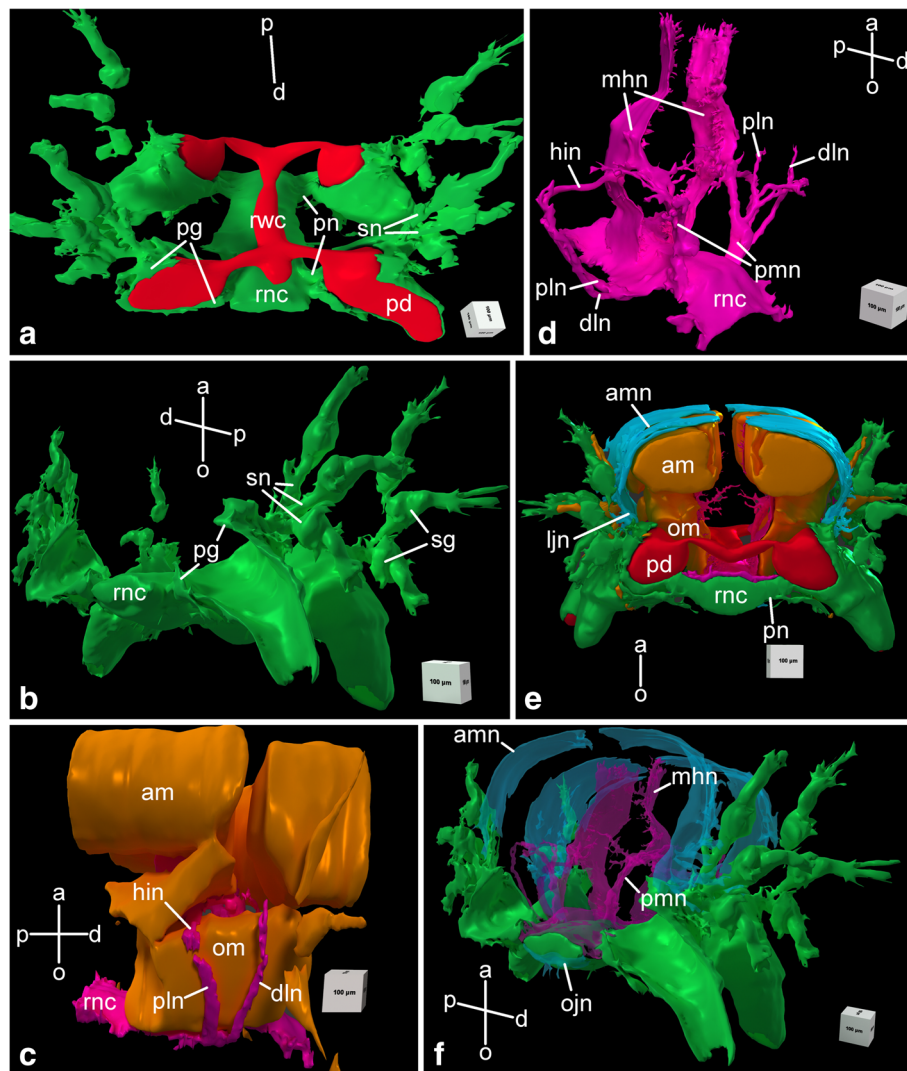 p
d
rwc
pn
sn
pg
rnc
pd
a
a
p
d
o
mhn
pln
dln
hin
pmn
pln
dln
rnc
100 µm
d
a
d
p
o
sn
sg
pg
rnc
100 µm
b
amn
am
ljn
om
pd
rnc
pn
a
o
100 µm
e
am
a
p
d
o
hin
om
pln
dln
rnc
100 µm
c
amn
mhn
pmn
ojn
a
p
d
o
100 µm
f